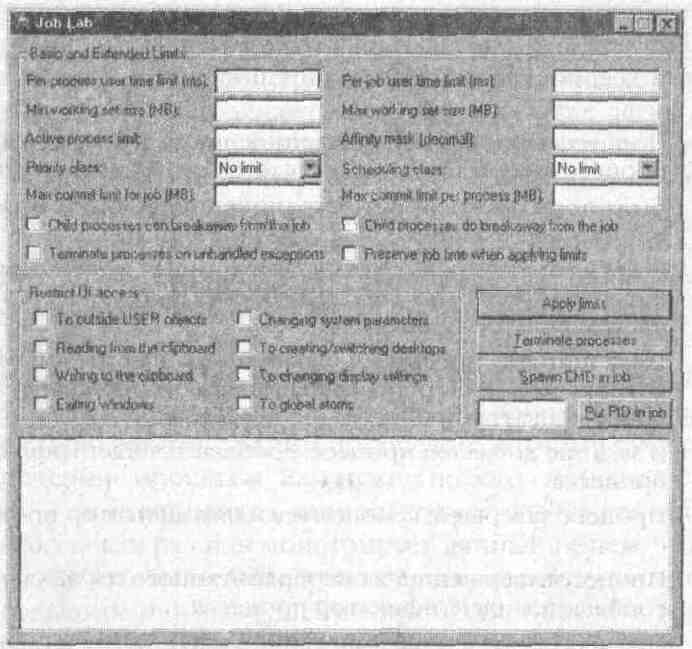 Job Lab
Basic and Extended Limits
Per-process user time limit (ms):
Per-job user time limit (ms):
Min working set size (MB):
Max working set size (MB):
Active process limit:
Affinity mask (decimal):
Priority class: No limit
Scheduling class: No limit
Max commit limit for job (MB):
Max commit limit per process (MB):
Child processes can breakaway from the job
Child processes do breakaway from the job
Terminate processes on unhandled exceptions
Preserve job time when applying limits
Restrict UI access
To outside USER objects
Changing system parameters
Reading from the clipboard
To creating/switching desktops
Writing to the clipboard
To changing display settings
Exiting Windows
To global atoms
Apply limits
Terminate processes
Spawn CMD in job
Put PID in job